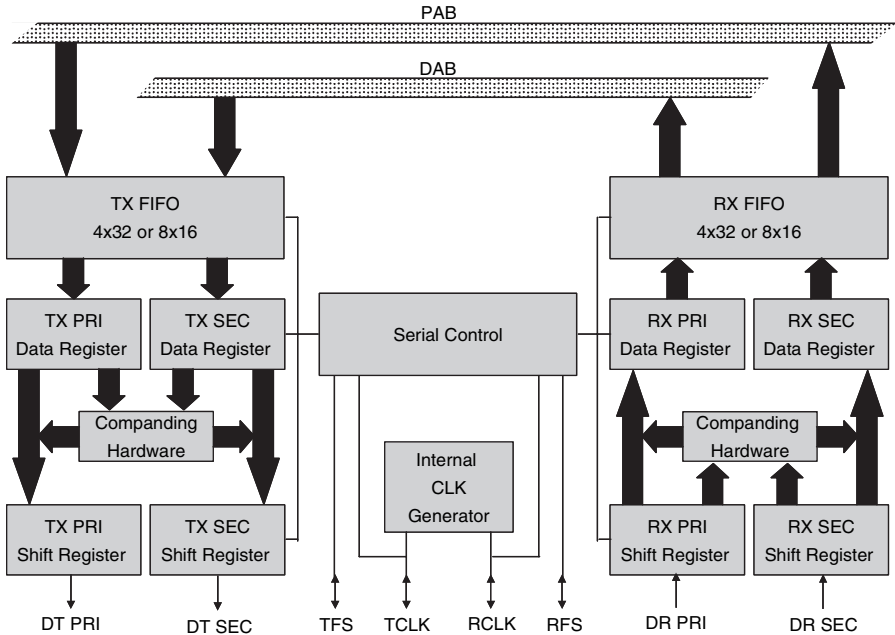 PAB
DAB
TX FIFO
4x32 or 8x16
RX FIFO
4x32 or 8x16
TX PRI
Data Register
TX SEC
Data Register
Serial Control
RX PRI
Data Register
RX SEC
Data Register
Companding
Hardware
Internal
CLK
Generator
Companding
Hardware
TX PRI
Shift Register
TX SEC
Shift Register
RX PRI
Shift Register
RX SEC
Shift Register
DT PRI
DT SEC
TFS
TCLK
RCLK
RFS
DR PRI
DR SEC